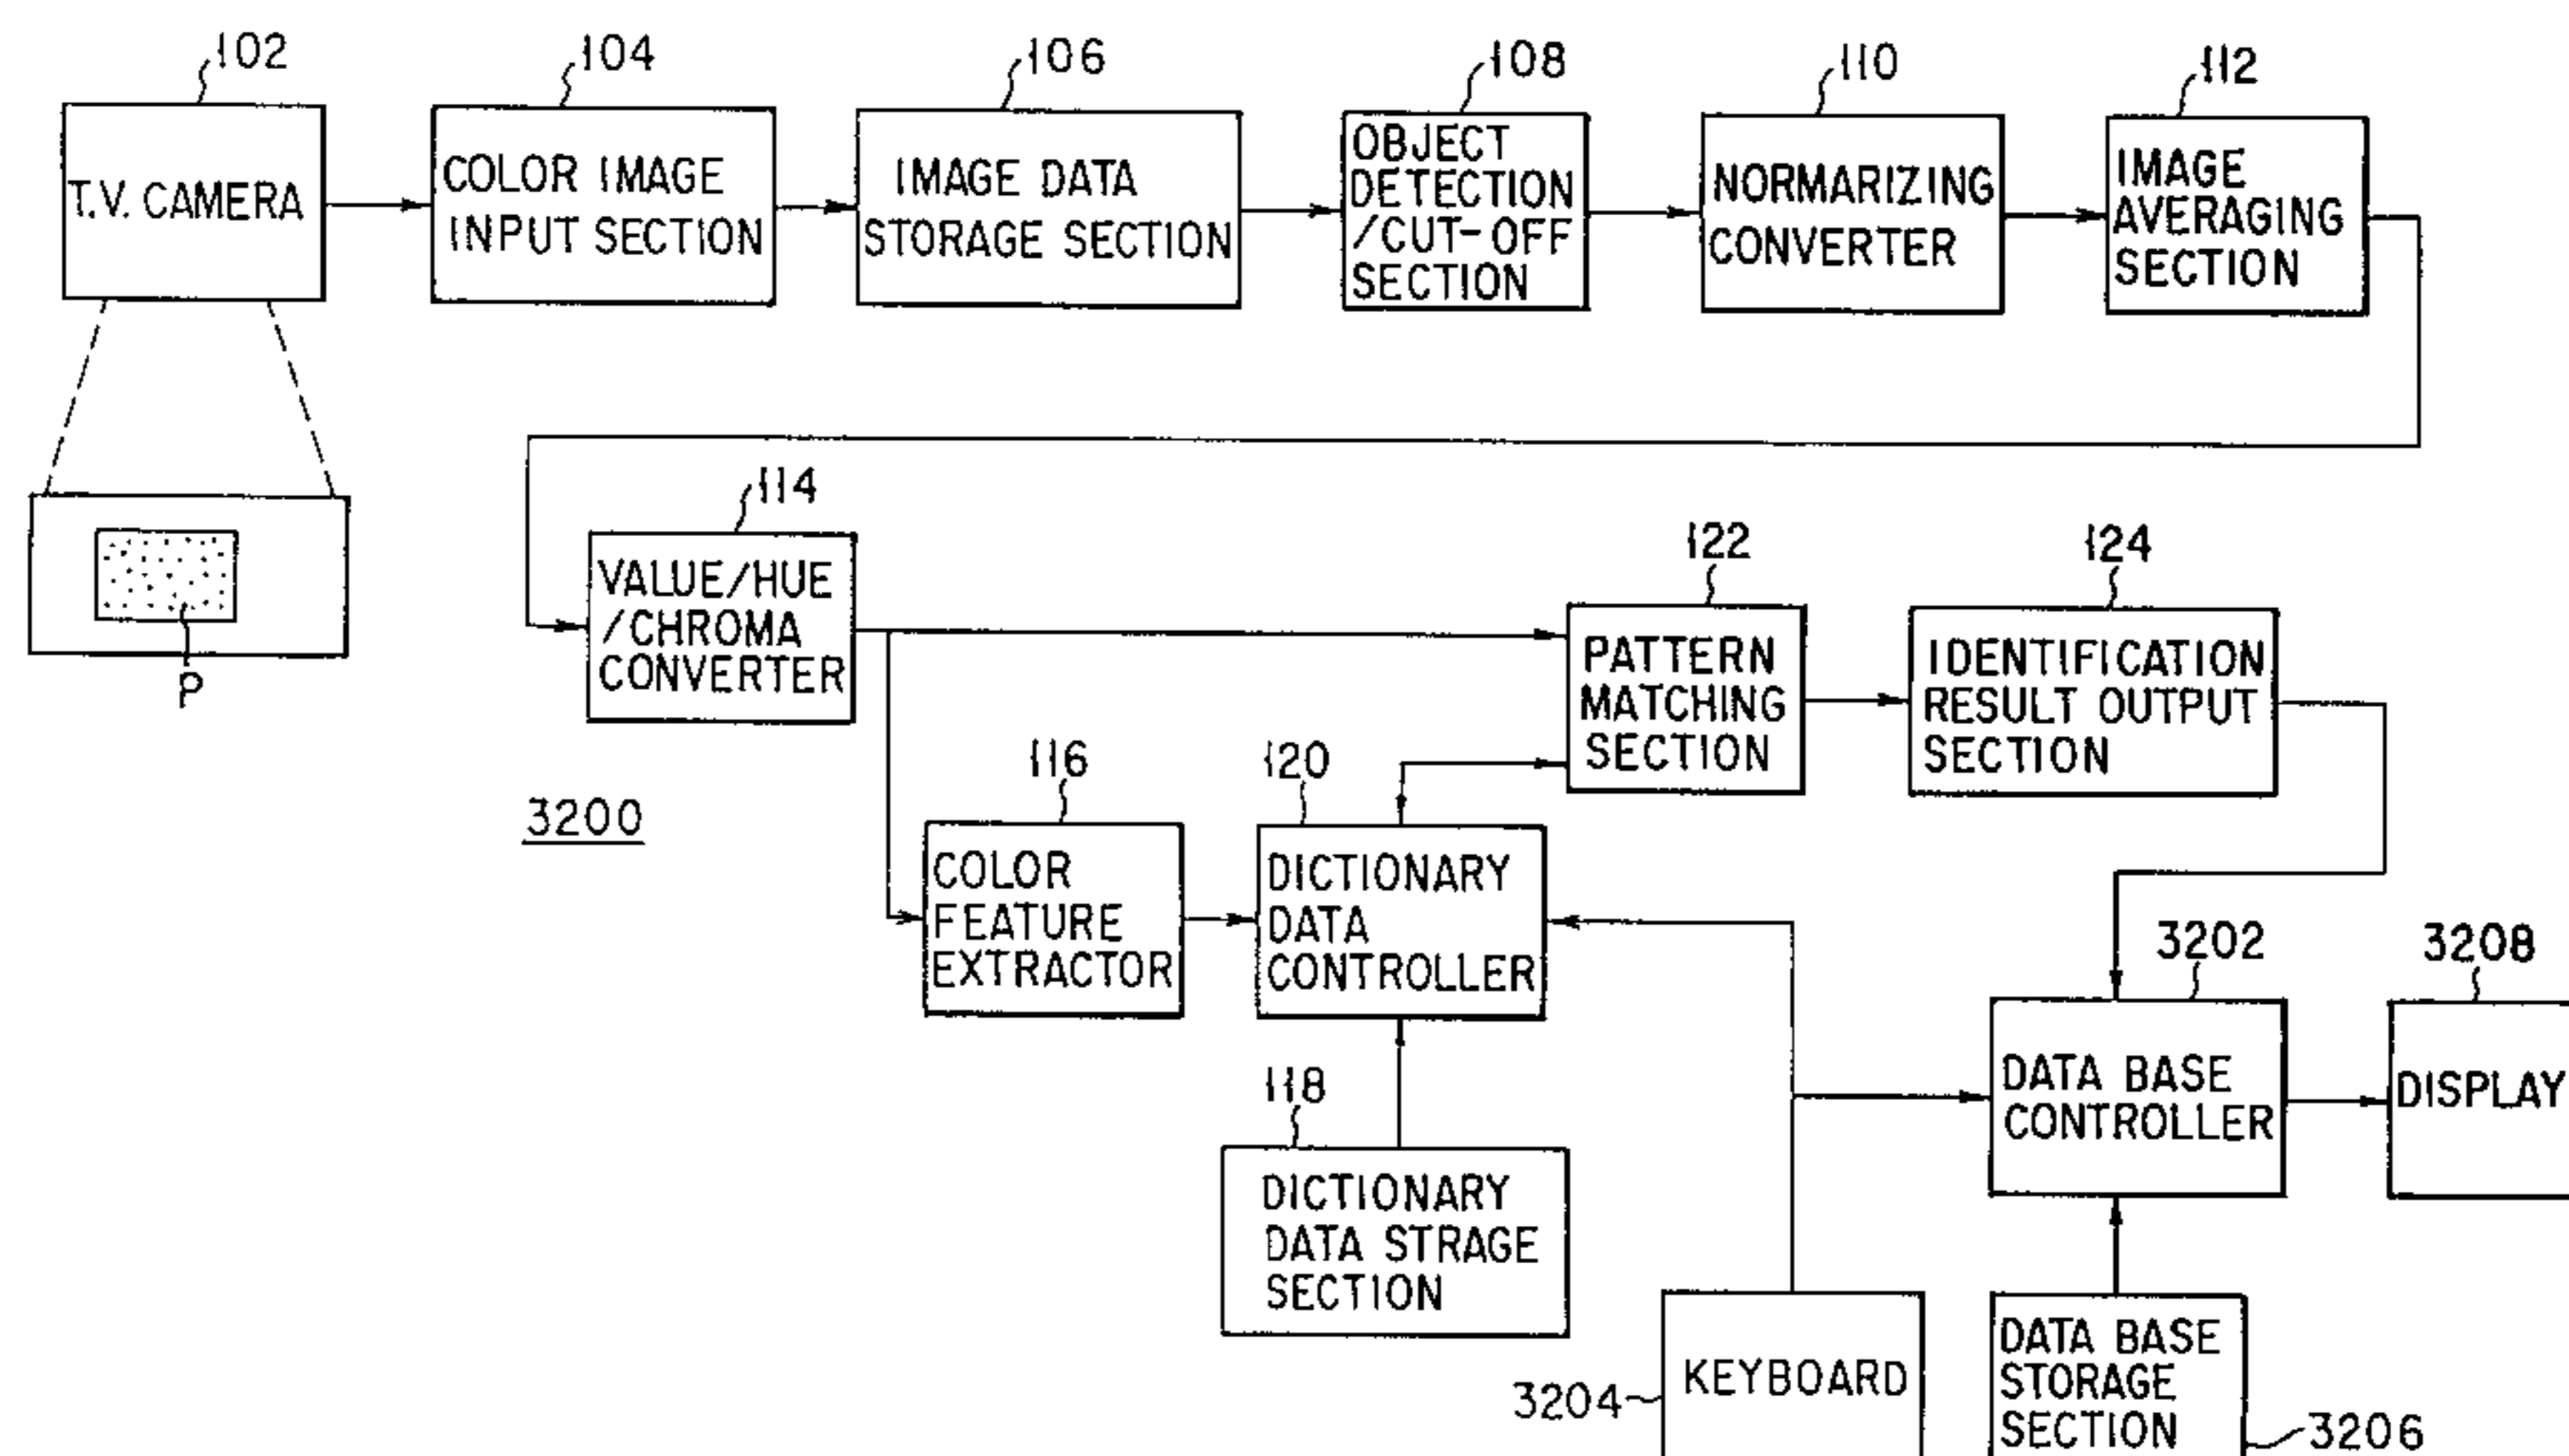 102
104
106
108
110
112
T.V. CAMERA
COLOR IMAGE
INPUT SECTION
IMAGE DATA
STORAGE SECTION
OBJECT
DETECTION
/CUT-OFF
SECTION
NORMARIZING
CONVERTER
IMAGE
AVERAGING
SECTION
P
114
VALUE/HUE
/CHROMA
CONVERTER
122
PATTERN
MATCHING
SECTION
124
IDENTIFICATION
RESULT OUTPUT
SECTION
3200
116
COLOR
FEATURE
EXTRACTOR
120
DICTIONARY
DATA
CONTROLLER
118
DICTIONARY
DATA STRAGE
SECTION
3202
DATA BASE
CONTROLLER
3208
DISPLAY
3204
KEYBOARD
DATA BASE
STORAGE
SECTION
3206